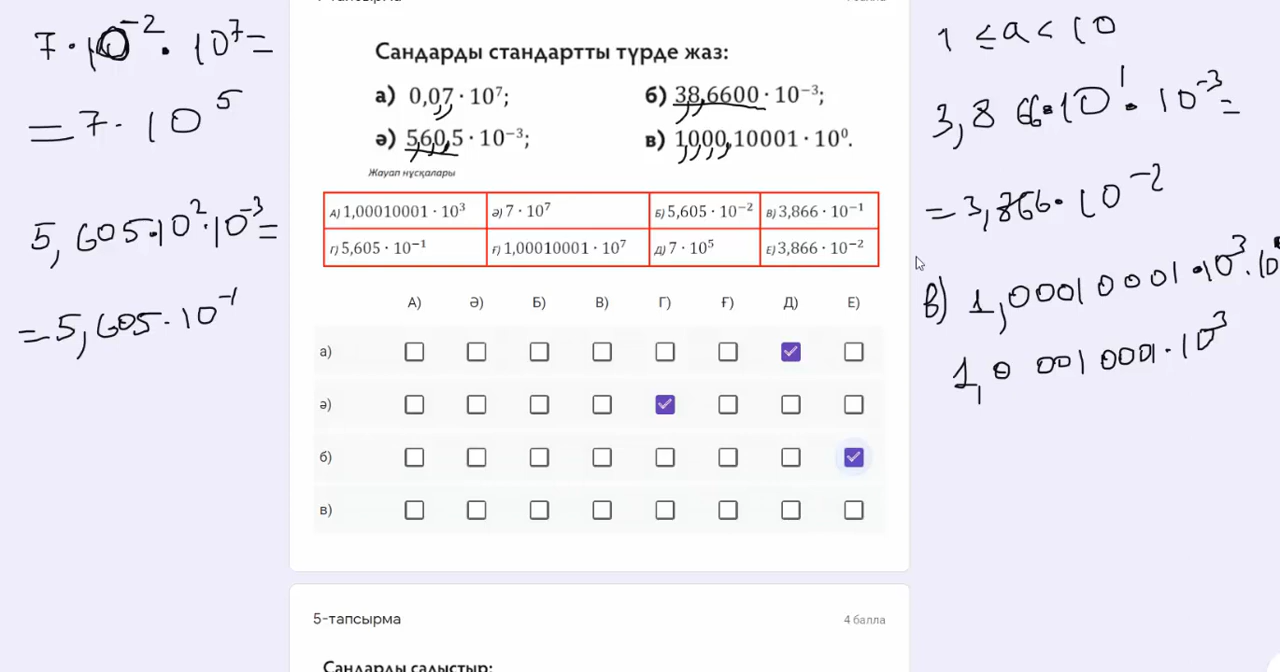 Сандарды стандартты түрде жаз:
а) 0,07 · 10⁷;
б) 38,6600 · 10⁻³;
ә) 560,5 · 10⁻³;
в) 1000,10001 · 10⁰.
Жауап нұсқалары
А) 1,00010001 · 10³ Ә) 7 · 10⁷ Б) 5,605 · 10⁻² В) 3,866 · 10⁻¹
Г) 5,605 · 10⁻¹ Ғ) 1,00010001 · 10⁷ Д) 7 · 10⁵ Е) 3,866 · 10⁻²
А) Ә) Б) В) Г) Ғ) Д) Е)
а)
ә)
б)
в)
5-тапсырма 4 балла
Сандарды салыстыр:
7 · 10⁻² · 10⁷ =
= 7 · 10⁵
5,605 · 10² · 10⁻³ =
= 5,605 · 10⁻¹
1 ≤ a < 10
3,866 · 10¹ · 10⁻³ =
= 3,866 · 10⁻²
в) 1,00010001 · 10³ · 10
1,00010001 · 10³